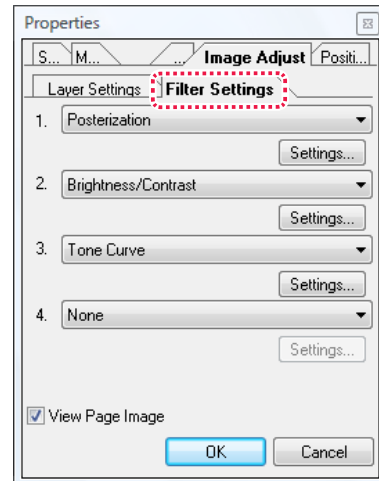 Properties
S... M... ... Image Adjust Positi...
Layer Settings Filter Settings
1. Posterization
Settings...
2. Brightness/Contrast
Settings...
3. Tone Curve
Settings...
4. None
Settings...
View Page Image
OK Cancel